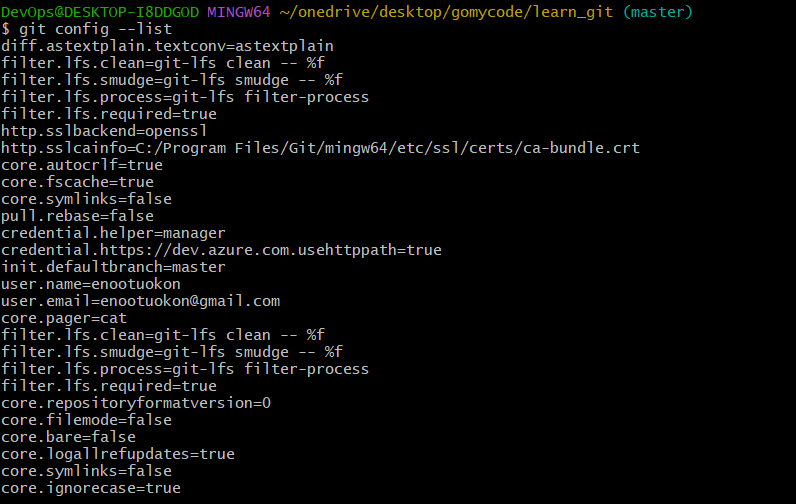 DevOps@DESKTOP-I8DDGOD MINGW64 ~/onedrive/desktop/gomycode/learn_git (master)
$ git config --list
diff.astextplain.textconv=astextplain
filter.lfs.clean=git-lfs clean -- %f
filter.lfs.smudge=git-lfs smudge -- %f
filter.lfs.process=git-lfs filter-process
filter.lfs.required=true
http.sslbackend=openssl
http.sslcainfo=C:/Program Files/Git/mingw64/etc/ssl/certs/ca-bundle.crt
core.autocrlf=true
core.fscache=true
core.symlinks=false
pull.rebase=false
credential.helper=manager
credential.https://dev.azure.com.usehttppath=true
init.defaultbranch=master
user.name=enootuokon
user.email=enootuokon@gmail.com
core.pager=cat
filter.lfs.clean=git-lfs clean -- %f
filter.lfs.smudge=git-lfs smudge -- %f
filter.lfs.process=git-lfs filter-process
filter.lfs.required=true
core.repositoryformatversion=0
core.filemode=false
core.bare=false
core.logallrefupdates=true
core.symlinks=false
core.ignorecase=true